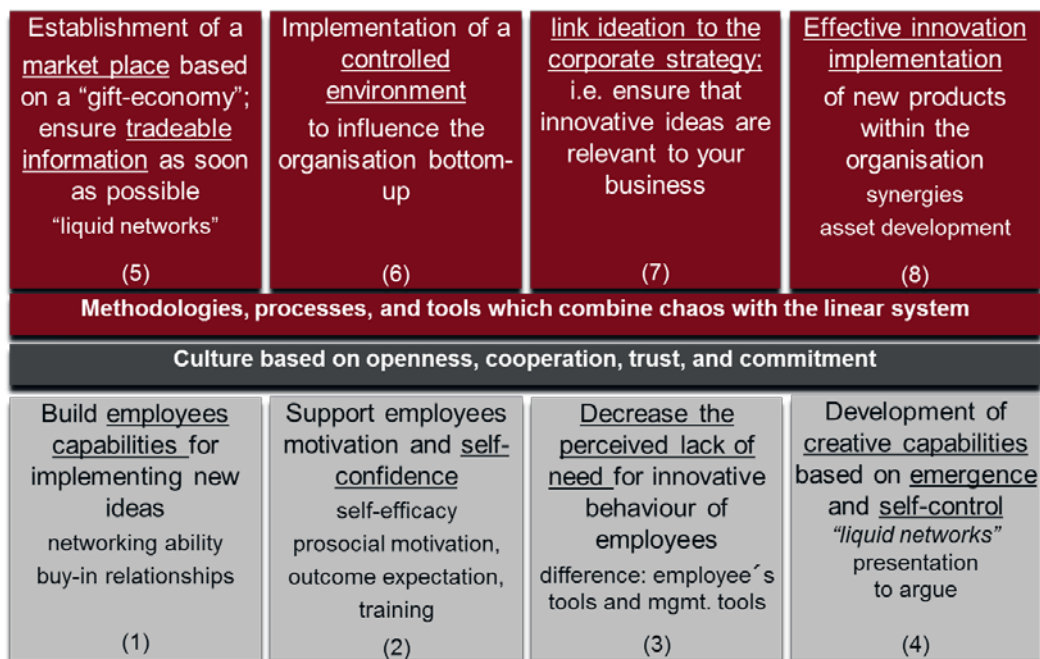 Establishment of a
market place based
on a “gift-economy”;
ensure tradeable
information as soon
as possible
“liquid networks”
(5)
Implementation of a
controlled
environment
to influence the
organisation bottom-
up
(6)
link ideation to the
corporate strategy;
i.e. ensure that
innovative ideas are
relevant to your
business
(7)
Effective innovation
implementation
of new products
within the
organisation
synergies
asset development
(8)
Methodologies, processes, and tools which combine chaos with the linear system
Culture based on openness, cooperation, trust, and commitment
Build employees
capabilities for
implementing new
ideas
networking ability
buy-in relationships
(1)
Support employees
motivation and self-
confidence
self-efficacy
prosocial motivation,
outcome expectation,
training
(2)
Decrease the
perceived lack of
need for innovative
behaviour of
employees
difference: employee´s
tools and mgmt. tools
(3)
Development of
creative capabilities
based on emergence
and self-control
“liquid networks”
presentation
to argue
(4)